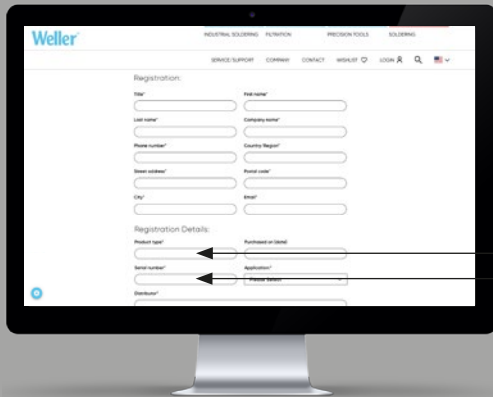 Weller
INDUSTRIAL SOLDERING FILTRATION PRECISION TOOLS SOLDERING
SERVICE/SUPPORT COMPANY CONTACT WISHLIST LOGIN
Registration:
Title* First name*
Last name* Company name*
Phone number* Country/Region*
Street address* Postal code*
City* Email*
Registration Details:
Product type* Purchased on (date)
Serial number* Application*
Please Select
Distributor*